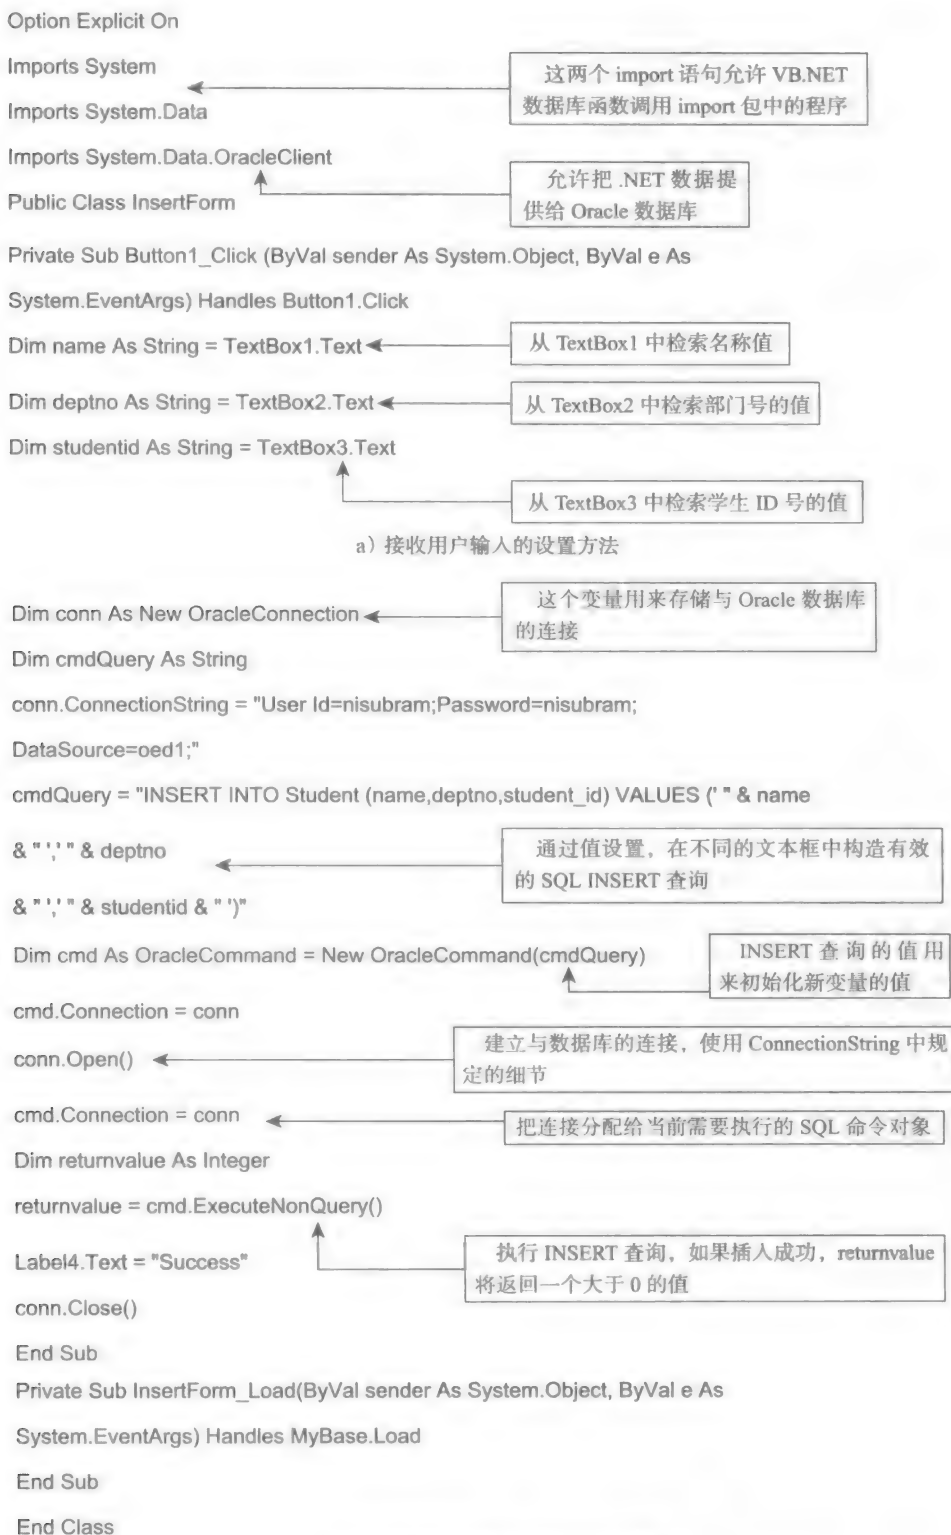 Option Explicit On
Imports System
这两个 import 语句允许 VB.NET
数据库函数调用 import 包中的程序
Imports System.Data
Imports System.Data.OracleClient
允许把 .NET 数据提
供给 Oracle 数据库
Public Class InsertForm
Private Sub Button1_Click (ByVal sender As System.Object, ByVal e As
System.EventArgs) Handles Button1.Click
Dim name As String = TextBox1.Text
从 TextBox1 中检索名称值
Dim deptno As String = TextBox2.Text
从 TextBox2 中检索部门号的值
Dim studentid As String = TextBox3.Text
从 TextBox3 中检索学生 ID 号的值
a）接收用户输入的设置方法
Dim conn As New OracleConnection
这个变量用来存储与 Oracle 数据库
的连接
Dim cmdQuery As String
conn.ConnectionString = "User Id=nisubram;Password=nisubram;
DataSource=oed1;"
cmdQuery = "INSERT INTO Student (name,deptno,student_id) VALUES (' " & name
& " ',' " & deptno
通过值设置，在不同的文本框中构造有效
的 SQL INSERT 查询
& " ',' " & studentid & " ')"
Dim cmd As OracleCommand = New OracleCommand(cmdQuery)
INSERT 查询的值用
来初始化新变量的值
cmd.Connection = conn
conn.Open()
建立与数据库的连接，使用 ConnectionString 中规
定的细节
cmd.Connection = conn
把连接分配给当前需要执行的 SQL 命令对象
Dim returnvalue As Integer
returnvalue = cmd.ExecuteNonQuery()
Label4.Text = "Success"
执行 INSERT 查询，如果插入成功，returnvalue
将返回一个大于 0 的值
conn.Close()
End Sub
Private Sub InsertForm_Load(ByVal sender As System.Object, ByVal e As
System.EventArgs) Handles MyBase.Load
End Sub
End Class